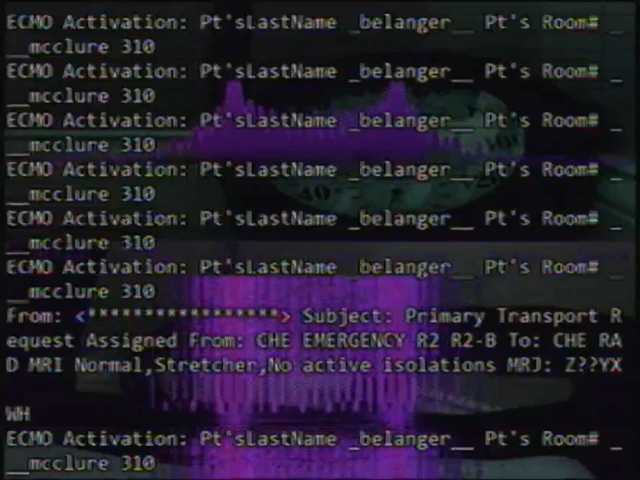 ECMO Activation: Pt'sLastName _belanger__ Pt's Room# _
__mcclure 310
ECMO Activation: Pt'sLastName _belanger__ Pt's Room# _
__mcclure 310
ECMO Activation: Pt'sLastName _belanger__ Pt's Room# _
__mcclure 310
ECMO Activation: Pt'sLastName _belanger__ Pt's Room# _
__mcclure 310
ECMO Activation: Pt'sLastName _belanger__ Pt's Room# _
__mcclure 310
ECMO Activation: Pt'sLastName _belanger__ Pt's Room# _
__mcclure 310
From: <*****************> Subject: Primary Transport R
equest Assigned From: CHE EMERGENCY R2 R2-8 To: CHE RA
D MRI Normal,Stretcher,No active isolations MRJ: Z??YX
WH
ECMO Activation: Pt'sLastName _belanger__ Pt's Room# _
__mcclure 310